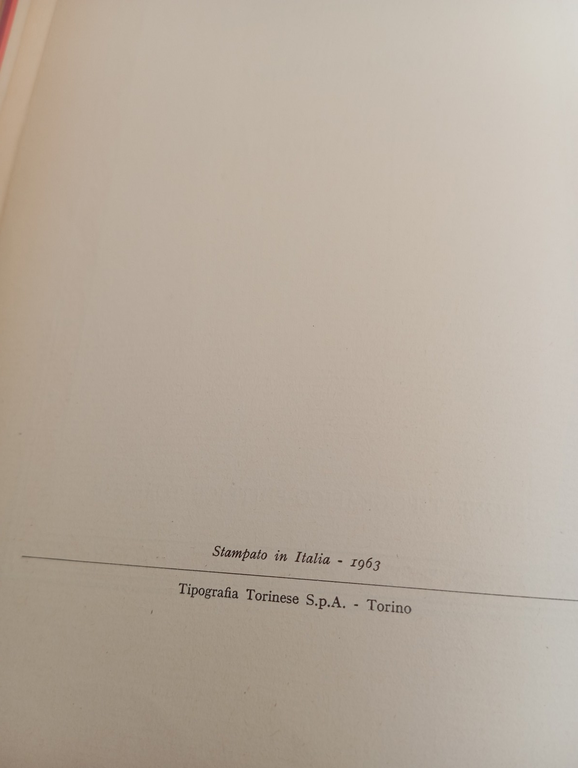 Stampato in Italia - 1963
Tipografia Torinese S.p.A. - Torino